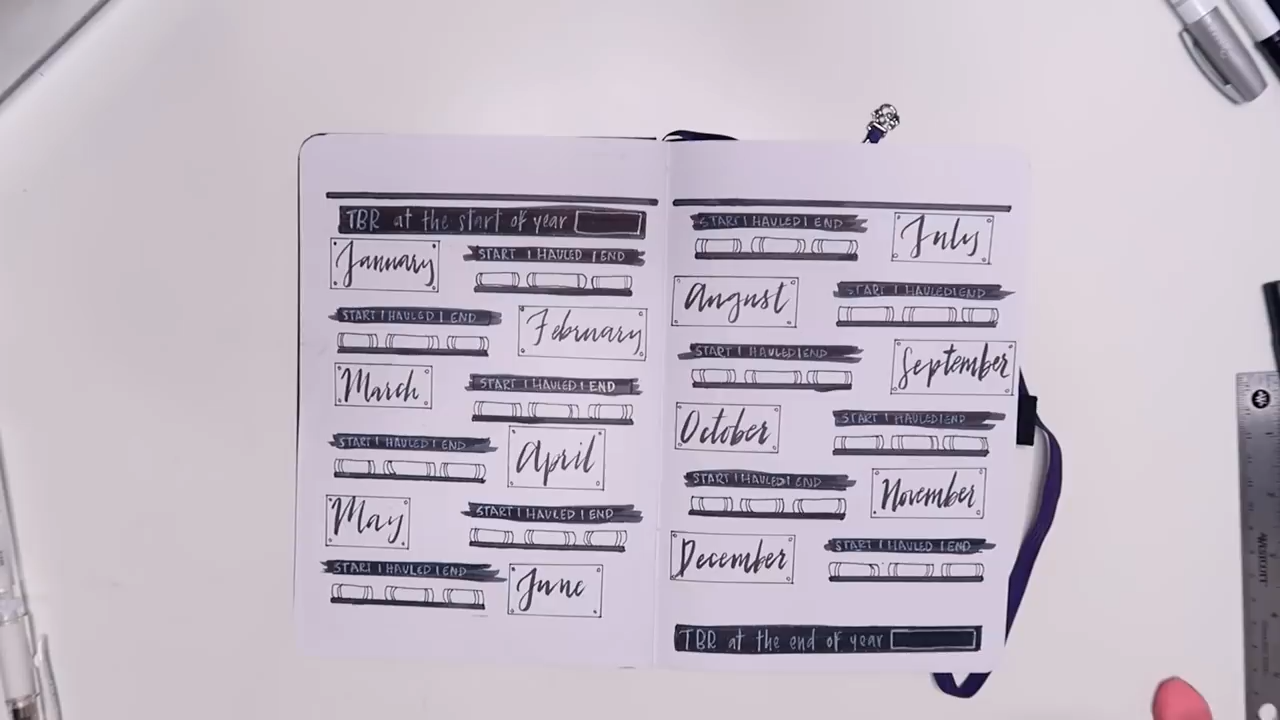 TBR at the start of year
January
START | HAULED | END
START | HAULED | END
February
March
START | HAULED | END
START | HAULED | END
April
May
START | HAULED | END
START | HAULED | END
June
START | HAULED | END
July
August
START | HAULED | END
START | HAULED | END
September
October
START | HAULED | END
START | HAULED | END
November
December
START | HAULED | END
TBR at the end of year